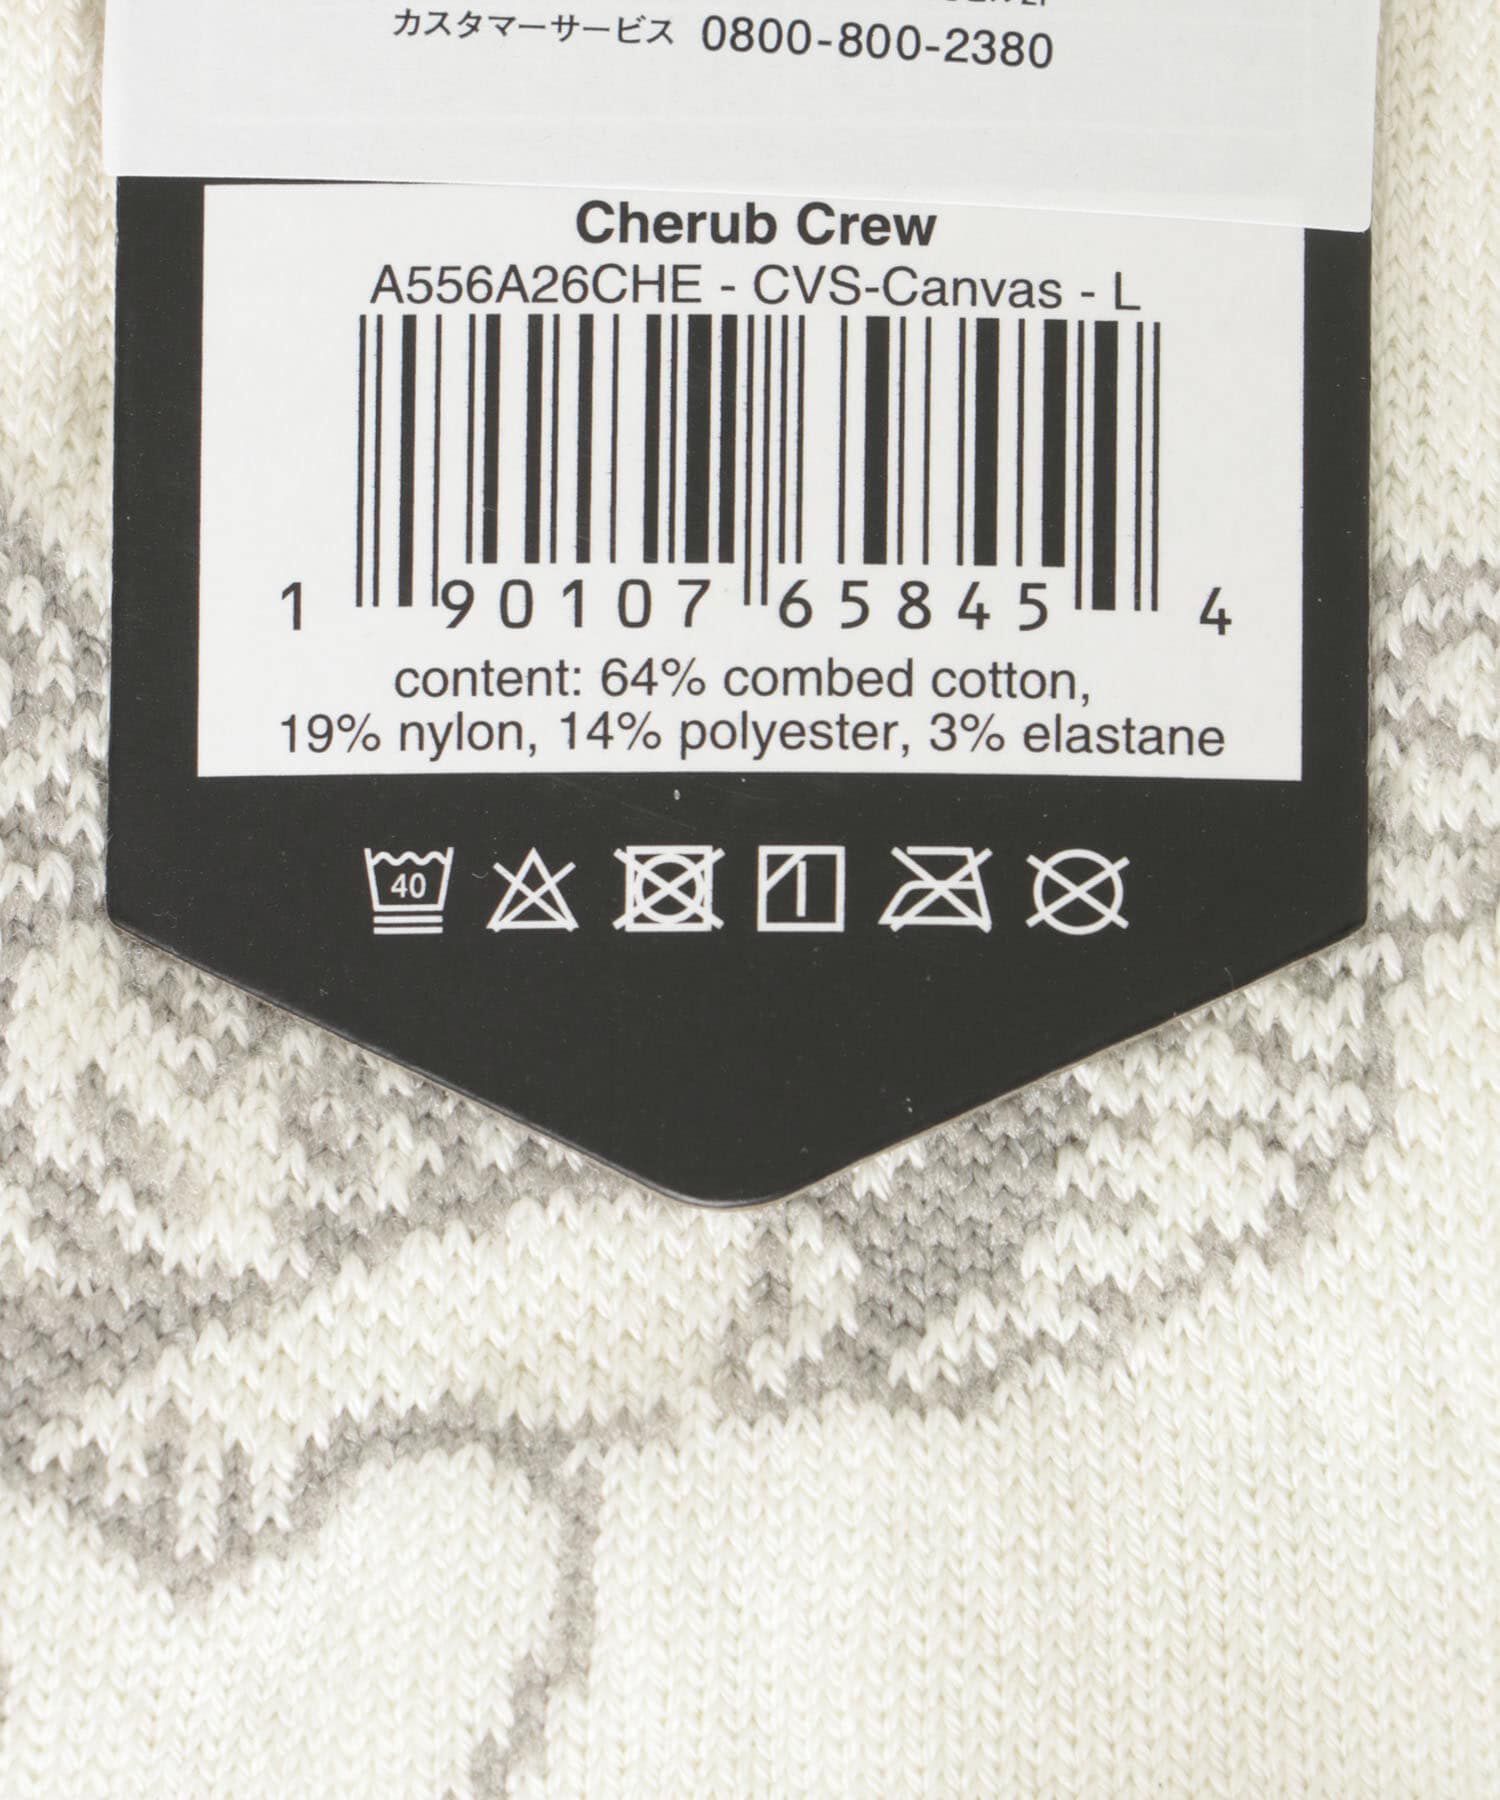 カスタマーサービス 0800-800-2380
Cherub Crew
A556A26CHE - CVS-Canvas - L
1 90107 65845 4
content: 64% combed cotton,
19% nylon, 14% polyester, 3% elastane
40